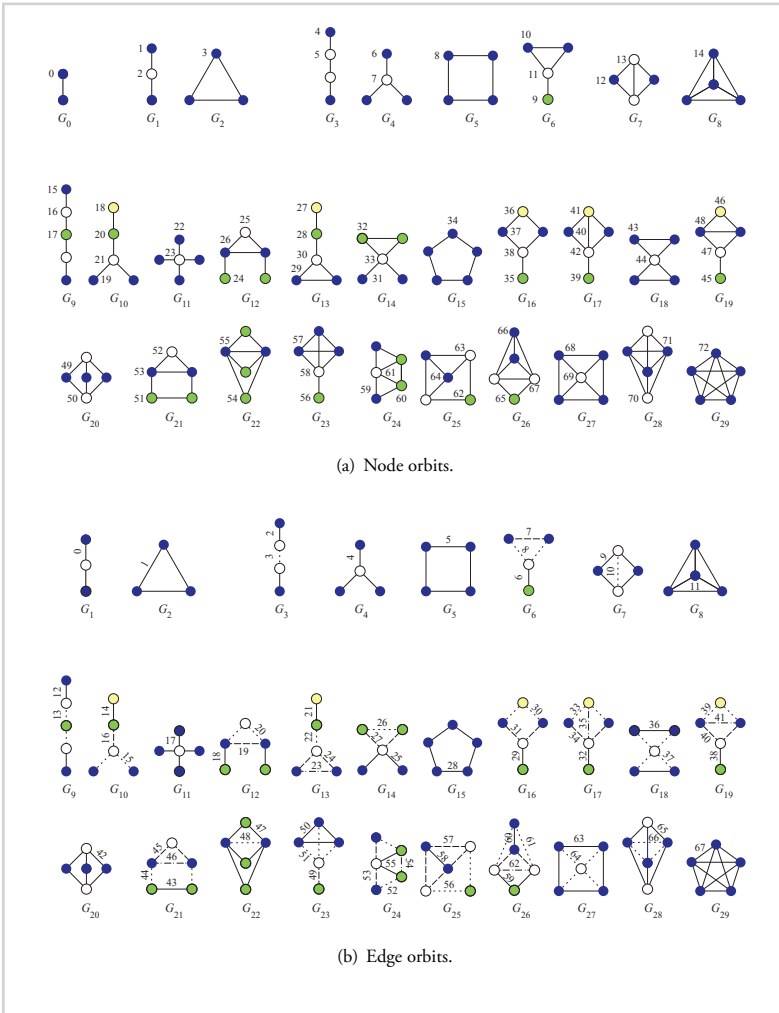 0
G0
1
2
G1
3
G2
4
5
G3
6
7
G4
8
G5
10
11
9
G6
13
12
G7
14
G8
15
16
17
G9
18
20
21
19
G10
22
23
G11
25
26
24
G12
27
28
30
29
G13
32
33
31
G14
34
G15
36
37
38
35
G16
41
40
42
39
G17
43
44
G18
46
48
47
45
G19
49
50
G20
52
53
51
G21
55
54
G22
57
58
56
G23
61
59
60
G24
63
64
62
G25
66
67
65
G26
68
69
G27
71
70
G28
72
G29
(a) Node orbits.
0
G1
1
G2
2
3
G3
4
G4
5
G5
7
8
6
G6
9
10
G7
11
G8
12
13
G9
14
16
15
G10
17
G11
20
19
18
G12
21
22
24
23
G13
26
27
25
G14
28
G15
30
31
29
G16
33
35
34
32
G17
36
37
G18
39
41
40
38
G19
42
G20
45
46
44
43
G21
47
48
G22
50
51
49
G23
55
54
53
52
G24
57
58
56
G25
60
61
62
59
G26
63
64
G27
65
66
G28
67
G29
(b) Edge orbits.